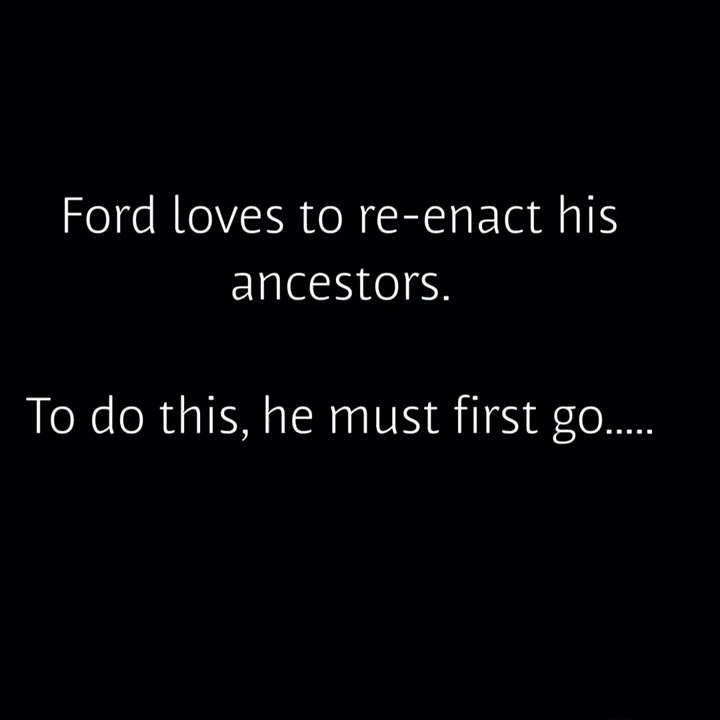 Ford loves to re-enact his
ancestors.
To do this, he must first go.....